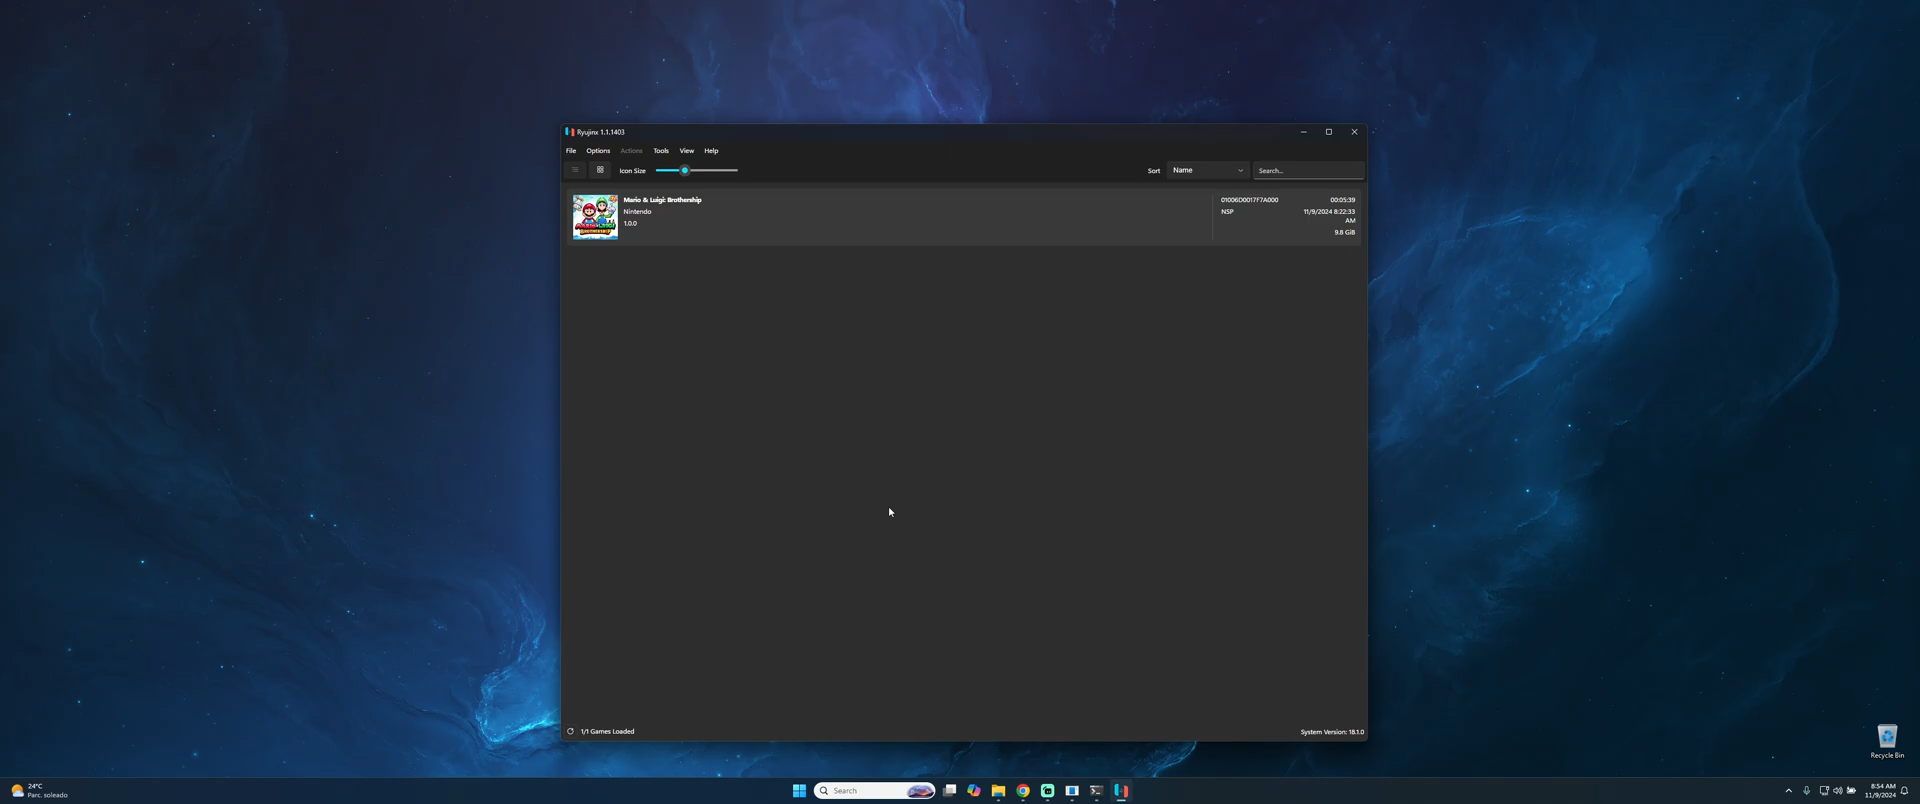 Ryujinx 1.1.1403
File Options Actions Tools View Help
Icon Size
Sort Name Search...
Mario & Luigi: Brothership
Nintendo
1.0.0
01006D0017F7A000 00:05:39
NSP 11/9/2024 8:22:33
AM
9.8 GiB
1/1 Games Loaded
System Version: 18.1.0
Recycle Bin
24°C
Parc. soleado
Search
8:54 AM
11/9/2024